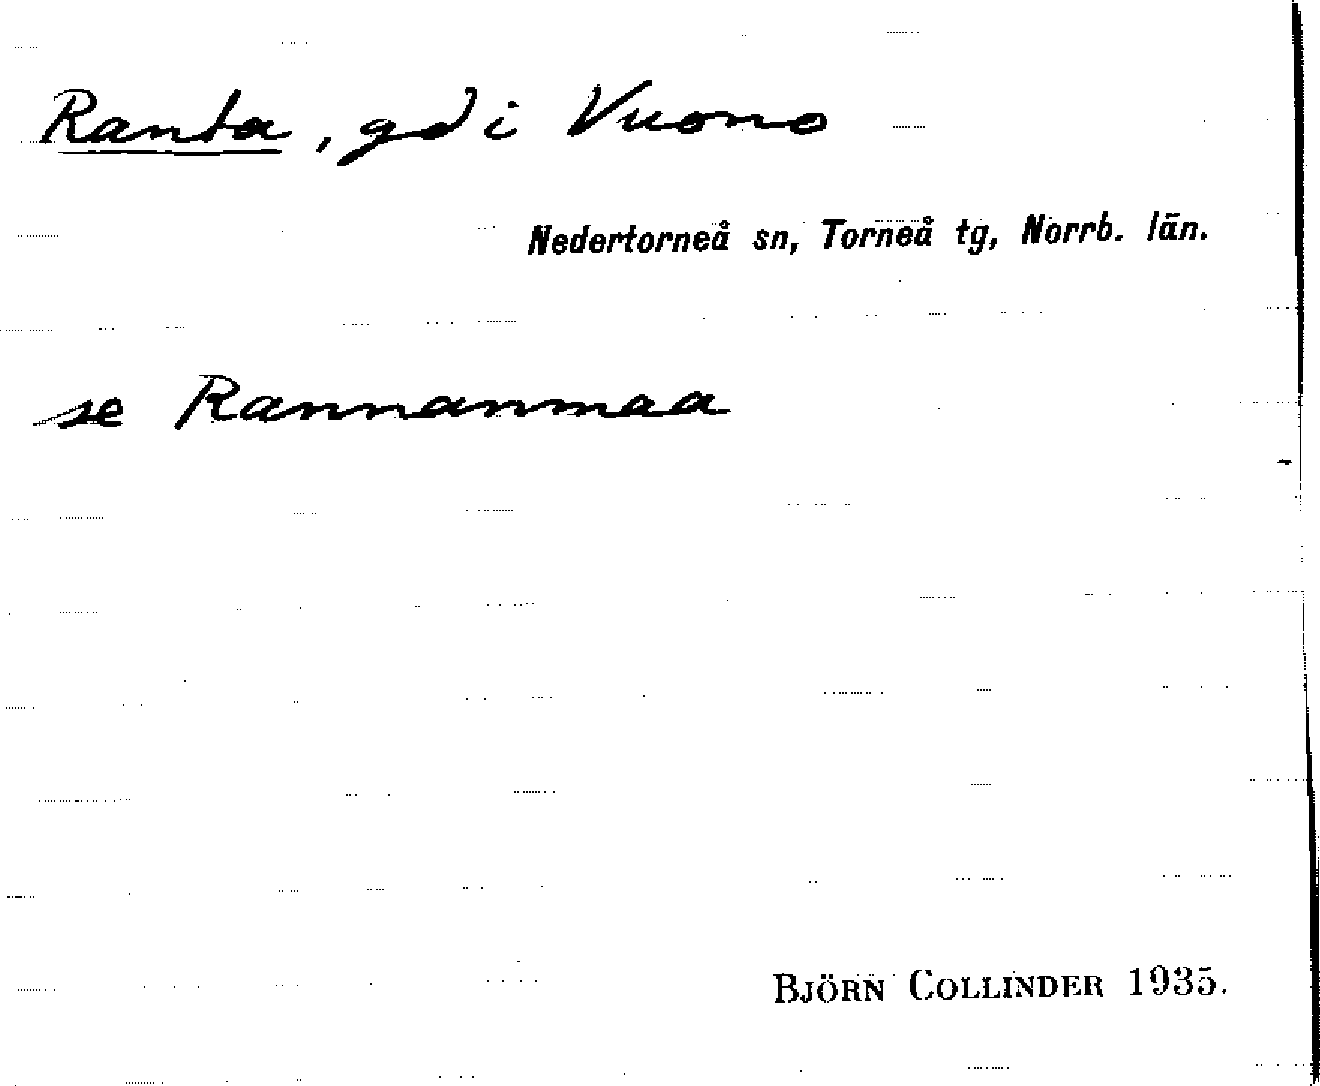 Ranta, gd i Vuono
Nedertorneå sn, Torneå tg, Norrb. län.
se Rannanmaa
BJÖRN COLLINDER 1935.